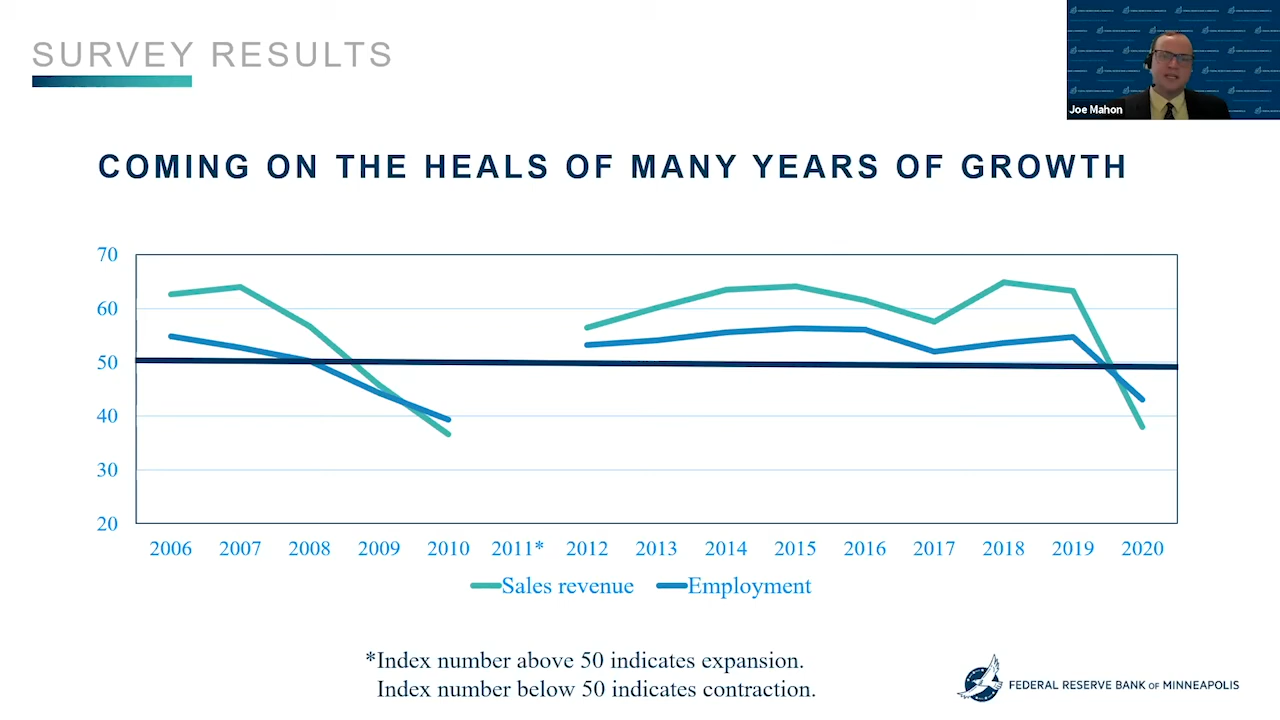 SURVEY RESULTS
Joe Mahon
COMING ON THE HEALS OF MANY YEARS OF GROWTH
70
60
50
40
30
20
2006 2007 2008 2009 2010 2011* 2012 2013 2014 2015 2016 2017 2018 2019 2020
Sales revenue Employment
*Index number above 50 indicates expansion.
Index number below 50 indicates contraction.
FEDERAL RESERVE BANK OF MINNEAPOLIS